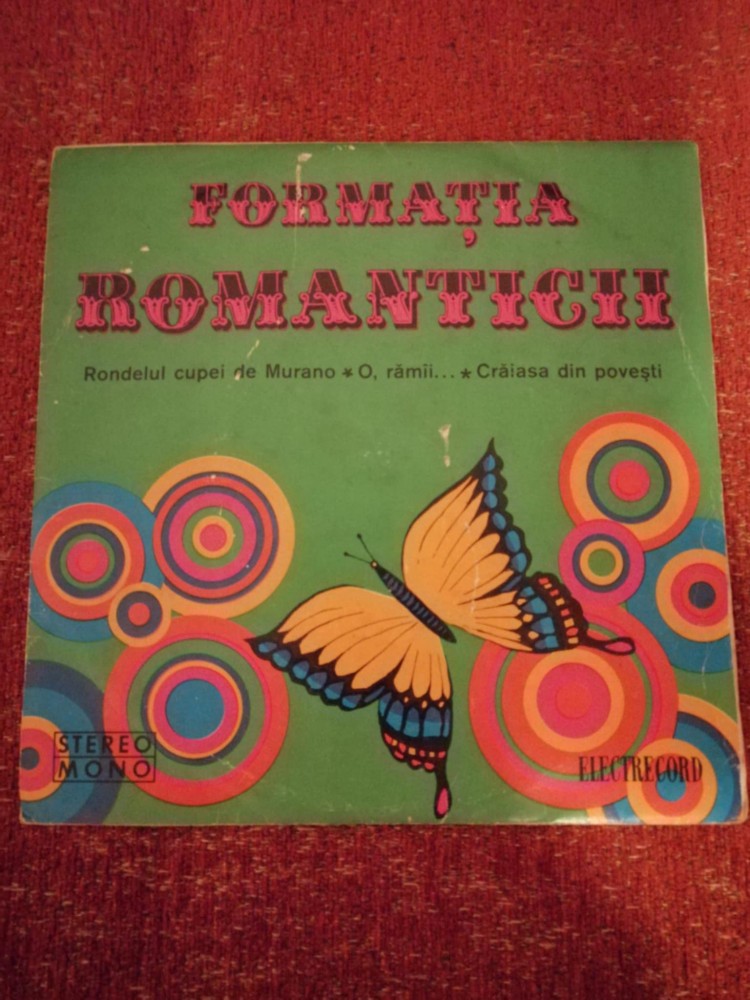 FORMAȚIA
ROMANTICII
Rondelul cupei de Murano * O, rămîi... * Crăiasa din povești
STEREO
MONO
ELECTRECORD